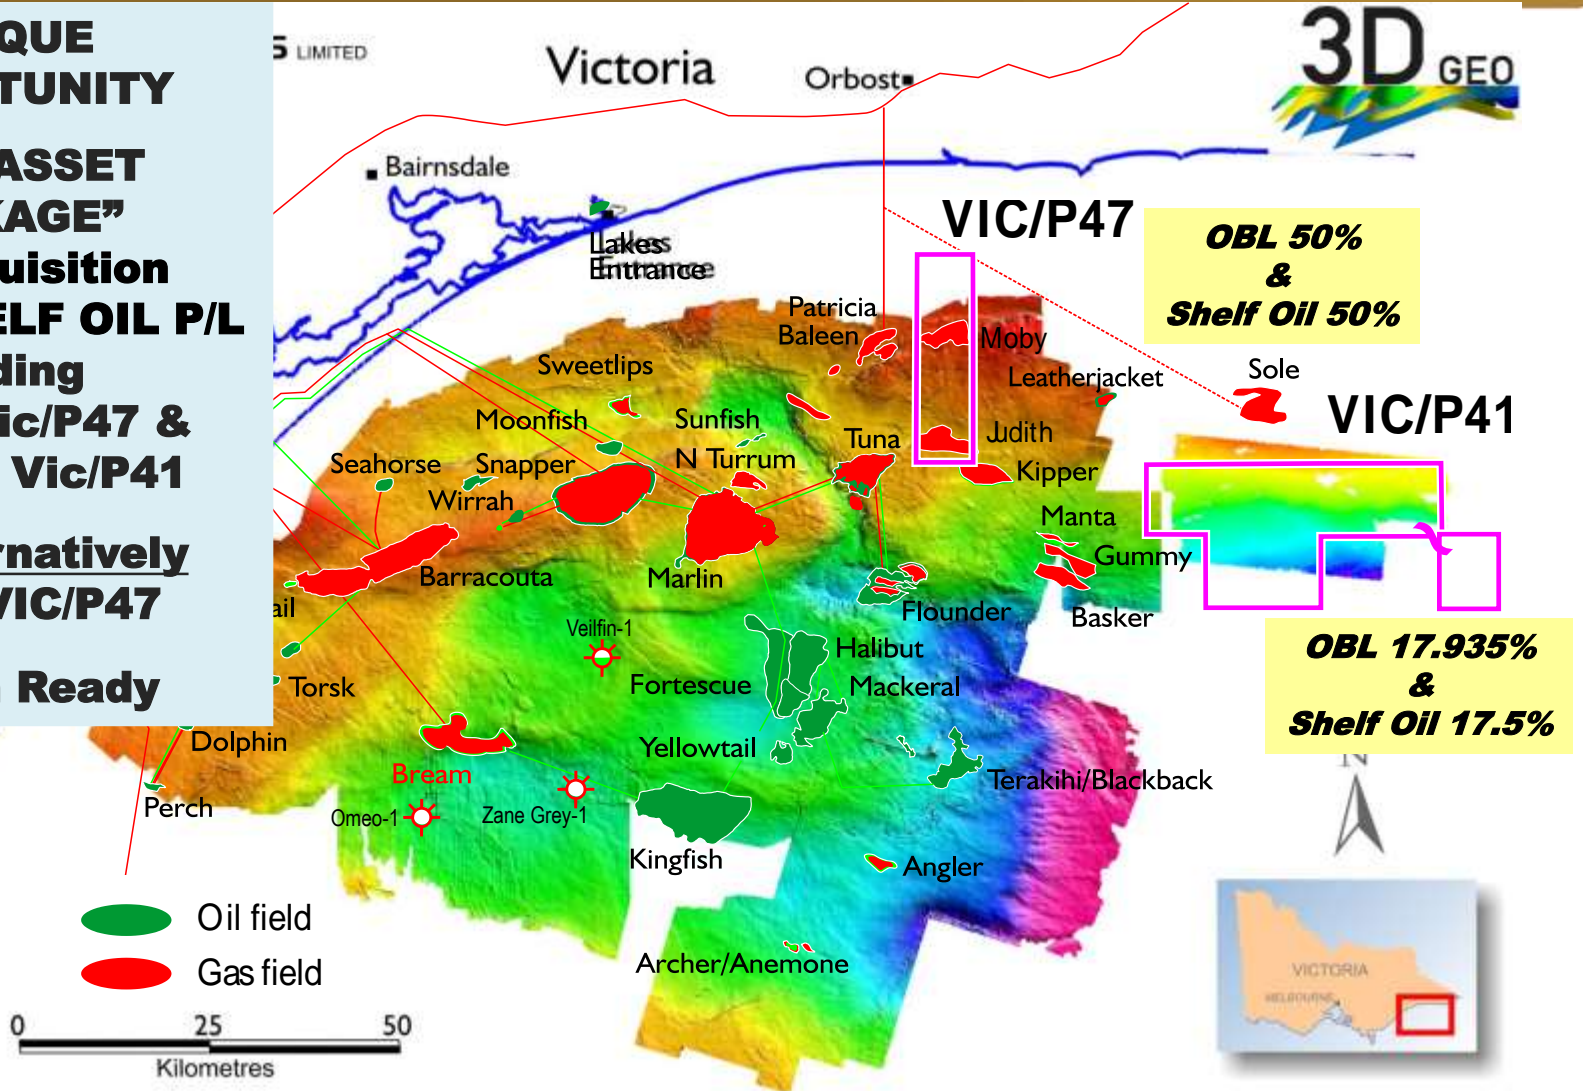 QUE
TUNITY
ASSET
KAGE”
uisition
ELF OIL P/L
ding
ic/P47 &
Vic/P41
rnatively
VIC/P47
Ready
S LIMITED
Victoria
Orbost
3D GEO
Bairnsdale
Lakes
Entrance
VIC/P47
OBL 50%
&
Shelf Oil 50%
Patricia
Baleen
Moby
Sweetlips
Leatherjacket
Sole
VIC/P41
Moonfish
Sunfish
Tuna
Judith
Seahorse
Snapper
N Turrum
Kipper
Wirrah
Manta
Gummy
Barracouta
Marlin
ail
Flounder
Basker
Veilfin-1
Halibut
Fortescue
Mackeral
OBL 17.935%
&
Shelf Oil 17.5%
Torsk
Dolphin
Yellowtail
Bream
Terakihi/Blackback
N
Perch
Omeo-1
Zane Grey-1
Kingfish
Angler
Oil field
Gas field
Archer/Anemone
VICTORIA
MELBOURNE
0 25 50
Kilometres